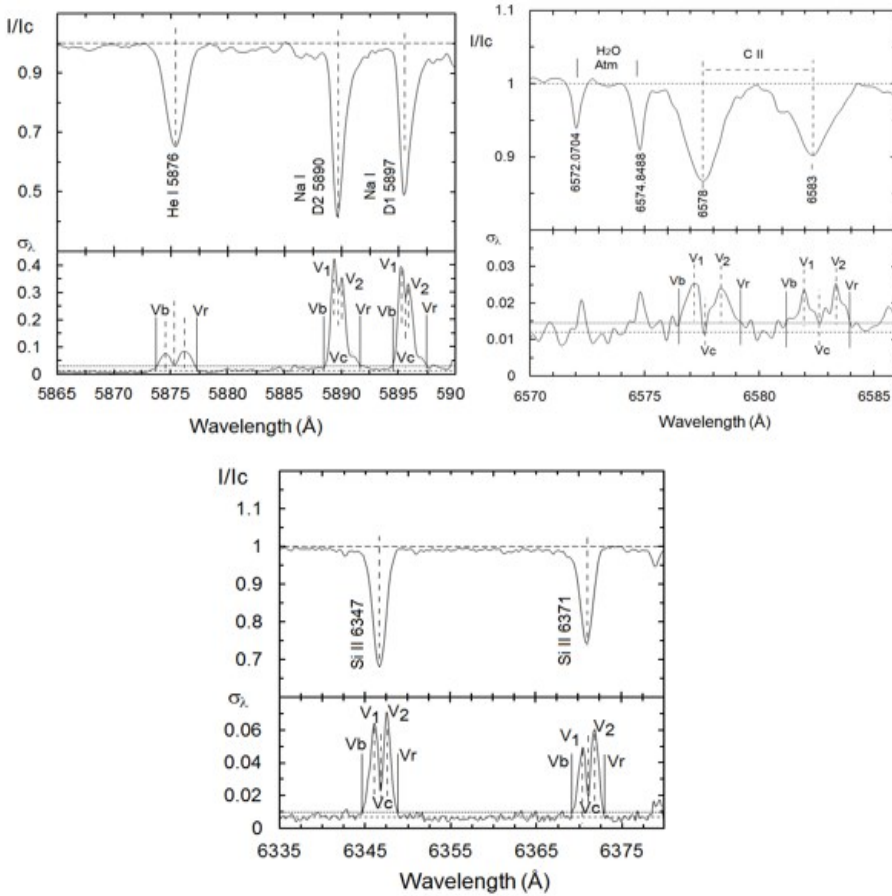 I/Ic
0.9
0.7
0.5
He I 5876
Na I
D2 5890
Na I
D1 5897
σλ
0.4
0.3
0.2
0.1
0
Vb
Vr
V1
V2
Vb
Vr
Vb
Vc
V1
V2
Vr
Vc
5865 5870 5875 5880 5885 5890 5895 590
Wavelength (Å)
1.1
I/Ic
1
0.9
H2O
Atm
C II
6572.0704
6574.8488
6578
6583
σλ
0.03
0.02
0.01
0
Vb
V1
V2
Vr
Vc
Vb
V1
V2
Vr
Vc
6570 6575 6580 6585
Wavelength (Å)
I/Ic
1.1
1
0.9
0.8
0.7
Si II 6347
Si II 6371
σλ
0.06
0.04
0.02
0
Vb
V1
V2
Vr
Vc
Vb
V1
V2
Vr
Vc
6335 6345 6355 6365 6375
Wavelength (Å)